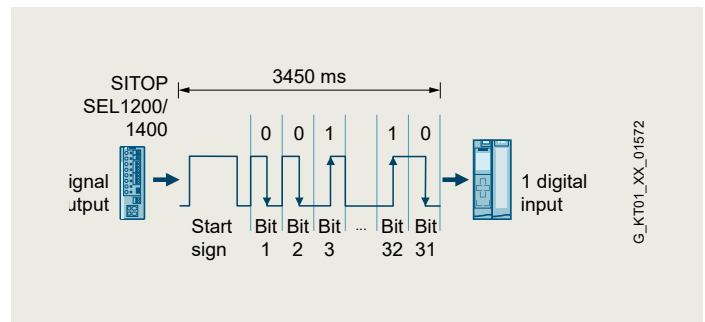 3450 ms
SITOP
SEL1200/
1400
0 0 1 1 0
ignal
utput
1 digital
input
Start
sign
Bit
1
Bit
2
Bit
3
...
Bit
32
Bit
31
G_KT01_XX_01572